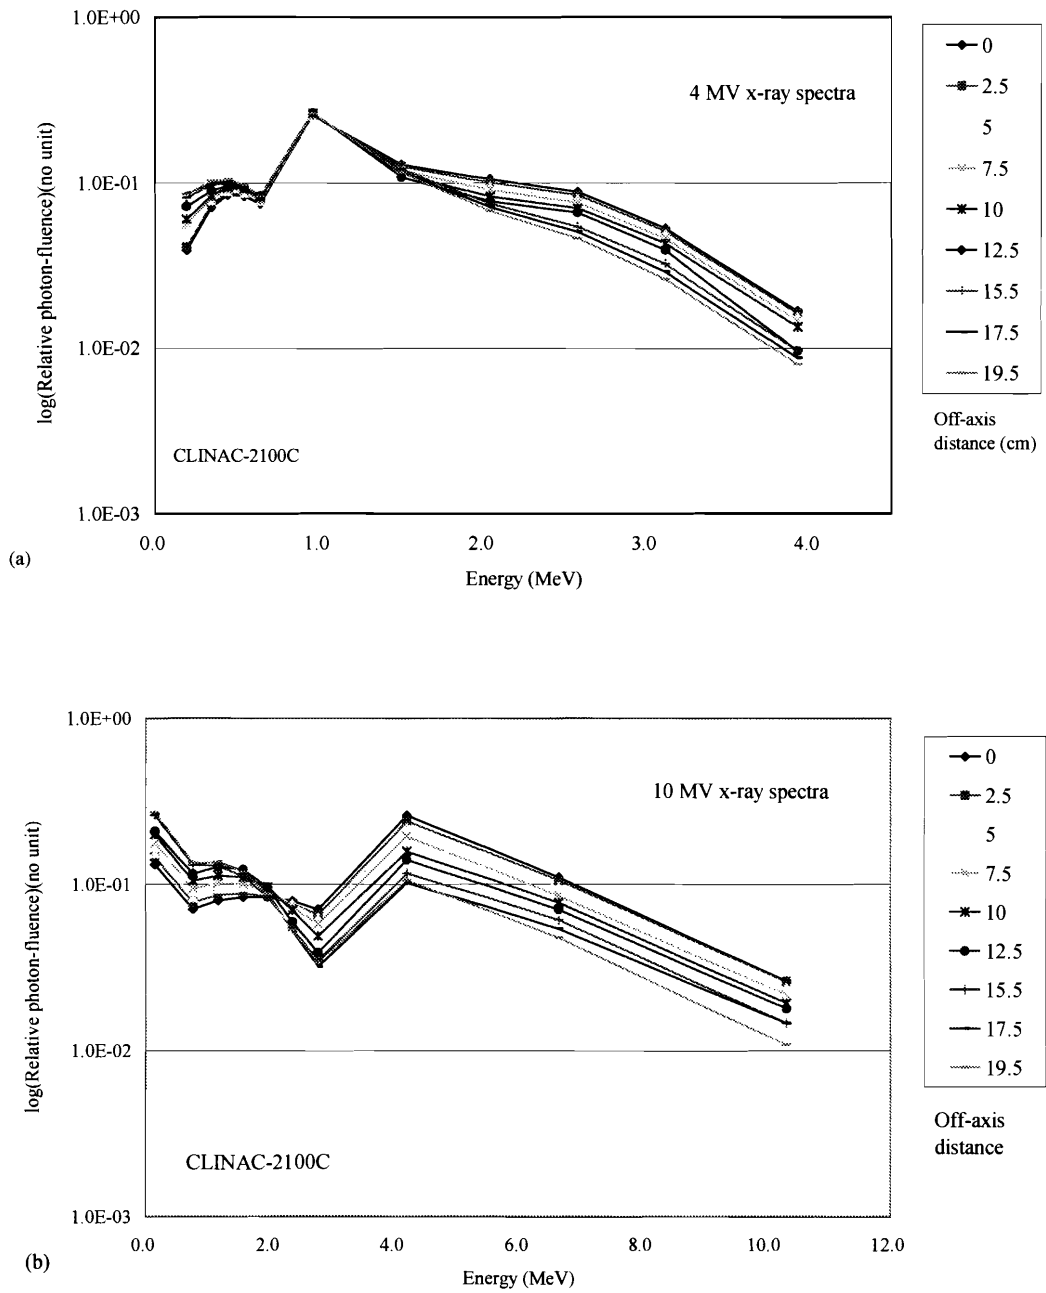 1.0E+00
1.0E-01
1.0E-02
1.0E-03
log(Relative photon-fluence)(no unit)
4 MV x-ray spectra
CLINAC-2100C
0.0
1.0
2.0
3.0
4.0
Energy (MeV)
(a)
0
2.5
5
7.5
10
12.5
15.5
17.5
19.5
Off-axis
distance (cm)
1.0E+00
1.0E-01
1.0E-02
1.0E-03
log(Relative photon-fluence)(no unit)
10 MV x-ray spectra
CLINAC-2100C
0.0
2.0
4.0
6.0
8.0
10.0
12.0
Energy (MeV)
(b)
0
2.5
5
7.5
10
12.5
15.5
17.5
19.5
Off-axis
distance